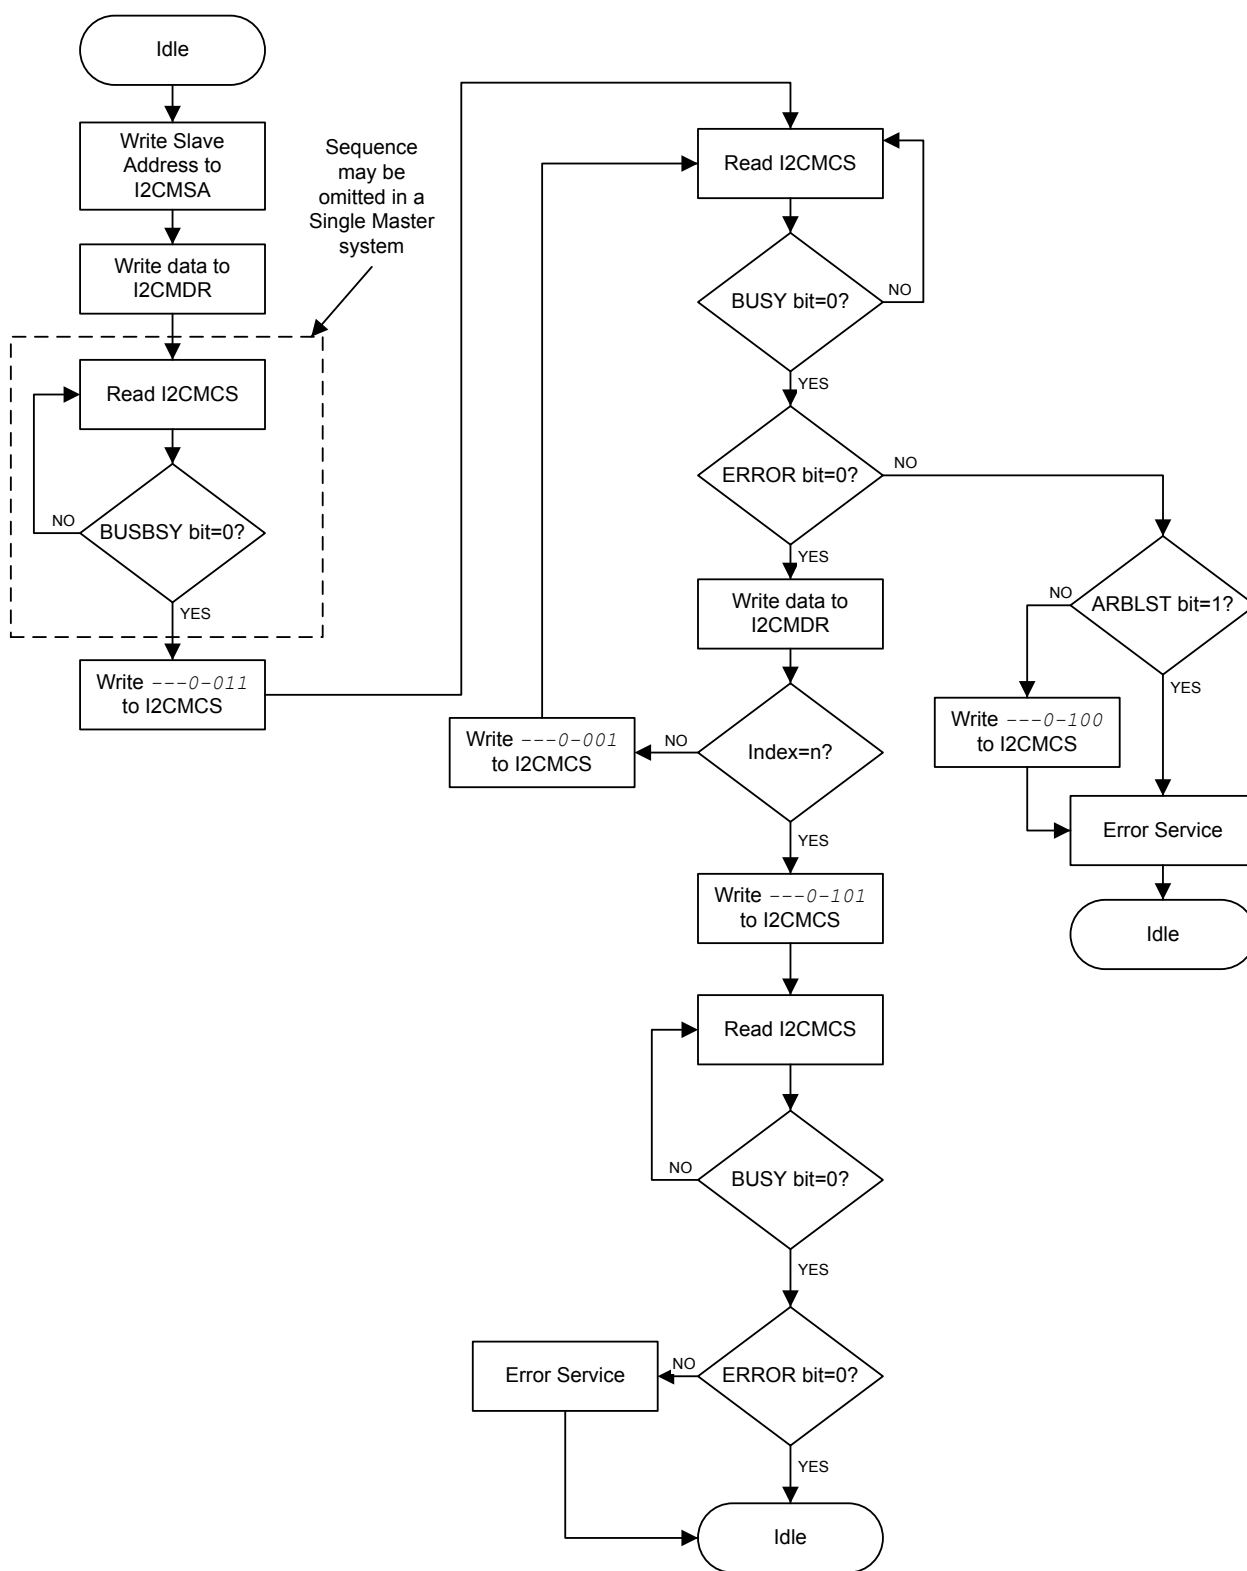 Idle
Write Slave
Address to
I2CMSA
Write data to
I2CMDR
Sequence
may be
omitted in a
Single Master
system
Read I2CMCS
BUSBSY bit=0?
NO
YES
Write ---0-011
to I2CMCS
Read I2CMCS
BUSY bit=0?
NO
YES
ERROR bit=0?
NO
YES
Write data to
I2CMDR
Index=n?
NO
Write ---0-001
to I2CMCS
YES
ARBLST bit=1?
NO
YES
Write ---0-100
to I2CMCS
Error Service
Idle
Write ---0-101
to I2CMCS
Read I2CMCS
BUSY bit=0?
NO
YES
ERROR bit=0?
NO
Error Service
YES
Idle